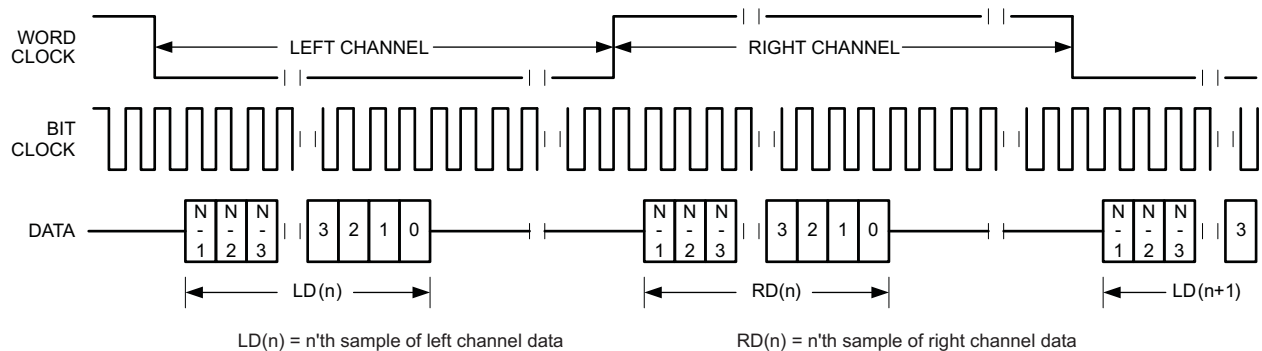 WORD
CLOCK
LEFT CHANNEL
RIGHT CHANNEL
BIT
CLOCK
DATA
N
-
1
N
-
2
N
-
3
3
2
1
0
N
-
1
N
-
2
N
-
3
3
2
1
0
N
-
1
N
-
2
N
-
3
3
LD(n)
RD(n)
LD(n+1)
LD(n) = n'th sample of left channel data
RD(n) = n'th sample of right channel data